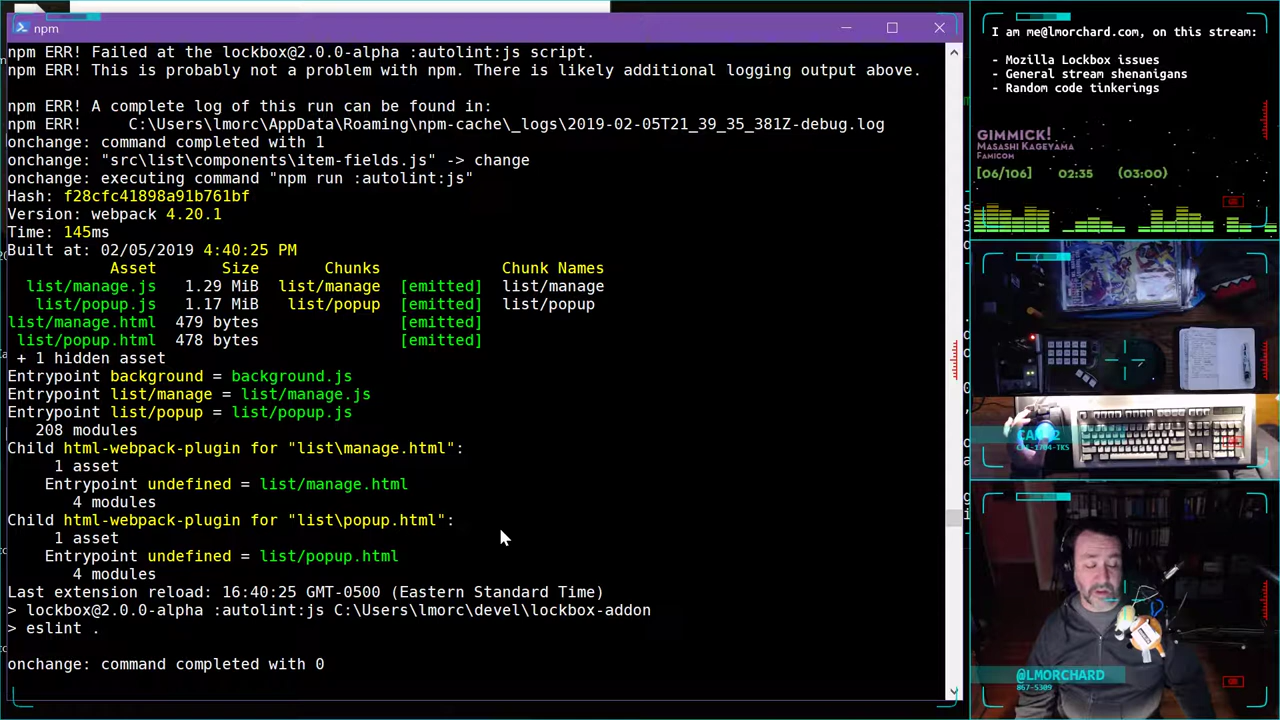 npm
npm ERR! Failed at the lockbox@2.0.0-alpha :autolint:js script.
npm ERR! This is probably not a problem with npm. There is likely additional logging output above.
npm ERR! A complete log of this run can be found in:
npm ERR!     C:\Users\lmorc\AppData\Roaming\npm-cache\_logs\2019-02-05T21_39_35_381Z-debug.log
onchange: command completed with 1
onchange: "src\list\components\item-fields.js" -> change
onchange: executing command "npm run :autolint:js"
Hash: f28cfc41898a91b761bf
Version: webpack 4.20.1
Time: 145ms
Built at: 02/05/2019 4:40:25 PM
Asset Size Chunks Chunk Names
list/manage.js 1.29 MiB list/manage [emitted] list/manage
list/popup.js 1.17 MiB list/popup [emitted] list/popup
list/manage.html 479 bytes [emitted]
list/popup.html 478 bytes [emitted]
+ 1 hidden asset
Entrypoint background = background.js
Entrypoint list/manage = list/manage.js
Entrypoint list/popup = list/popup.js
208 modules
Child html-webpack-plugin for "list\manage.html":
1 asset
Entrypoint undefined = list/manage.html
4 modules
Child html-webpack-plugin for "list\popup.html":
1 asset
Entrypoint undefined = list/popup.html
4 modules
Last extension reload: 16:40:25 GMT-0500 (Eastern Standard Time)
> lockbox@2.0.0-alpha :autolint:js C:\Users\lmorc\devel\lockbox-addon
> eslint .
onchange: command completed with 0
I am me@lmorchard.com, on this stream:
- Mozilla Lockbox issues
- General stream shenanigans
- Random code tinkerings
GIMMICK!
Masashi Kageyama
Famicom
[06/106] 02:35 (03:00)
@LMORCHARD
867-5309